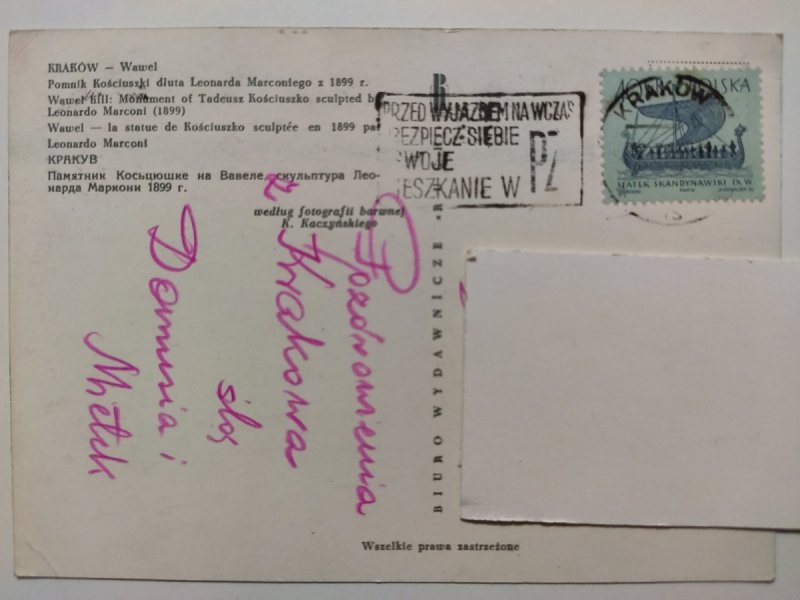 KRAKÓW — Wawel
Pomnik Kościuszki dłuta Leonarda Marconiego z 1899 r.
Wawel hill: Monument of Tadeusz Kościuszko sculpted by
Leonardo Marconi (1899)
Wawel — la statue de Kościuszko sculptée en 1899 par
Leonardo Marconi
КРАКУВ
Памятник Косьцюшке на Вавеле, скульптура Лео-
нарда Маркони 1899 г.
według fotografii barwnej
K. Kaczyńskiego
Pozdrowienia
z Krakowa
ślą
Domusia i
Mietek
BIURO WYDAWNICZE
PRZED WYJAZDEM NA WCZAS
BEZPIECZ SIEBIE
SWOJE
MIESZKANIE W
PZ
KRAKÓW
POLSKA
STATEK SKANDYNAWSKI IX W
Wszelkie prawa zastrzeżone